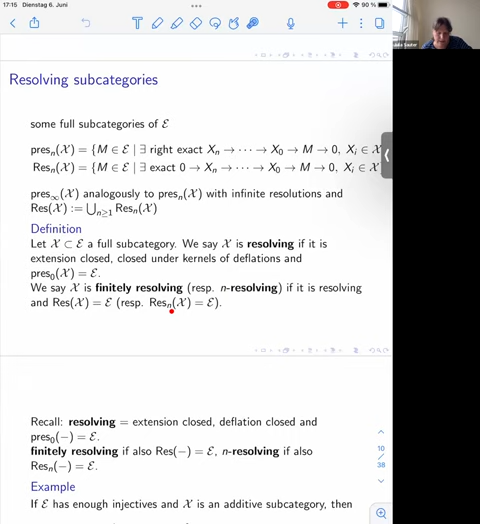 17:15 Dienstag 6. Juni
90 %
Resolving subcategories
some full subcategories of ℰ
presₙ(𝒳) = {M ∈ ℰ | ∃ right exact Xₙ → ⋯ → X₀ → M → 0, Xᵢ ∈ 𝒳
Resₙ(𝒳) = {M ∈ ℰ | ∃ exact 0 → Xₙ → ⋯ → X₀ → M → 0, Xᵢ ∈ 𝒳
pres∞(𝒳) analogously to presₙ(𝒳) with infinite resolutions and
Res(𝒳) := ⋃ₙ≥₁ Resₙ(𝒳)
Definition
Let 𝒳 ⊂ ℰ a full subcategory. We say 𝒳 is resolving if it is
extension closed, closed under kernels of deflations and
pres₀(𝒳) = ℰ.
We say 𝒳 is finitely resolving (resp. n-resolving) if it is resolving
and Res(𝒳) = ℰ (resp. Resₙ(𝒳) = ℰ).
Recall: resolving = extension closed, deflation closed and
pres₀(−) = ℰ.
finitely resolving if also Res(−) = ℰ, n-resolving if also
Resₙ(−) = ℰ.
10
/
38
Example
If ℰ has enough injectives and 𝒳 is an additive subcategory, then